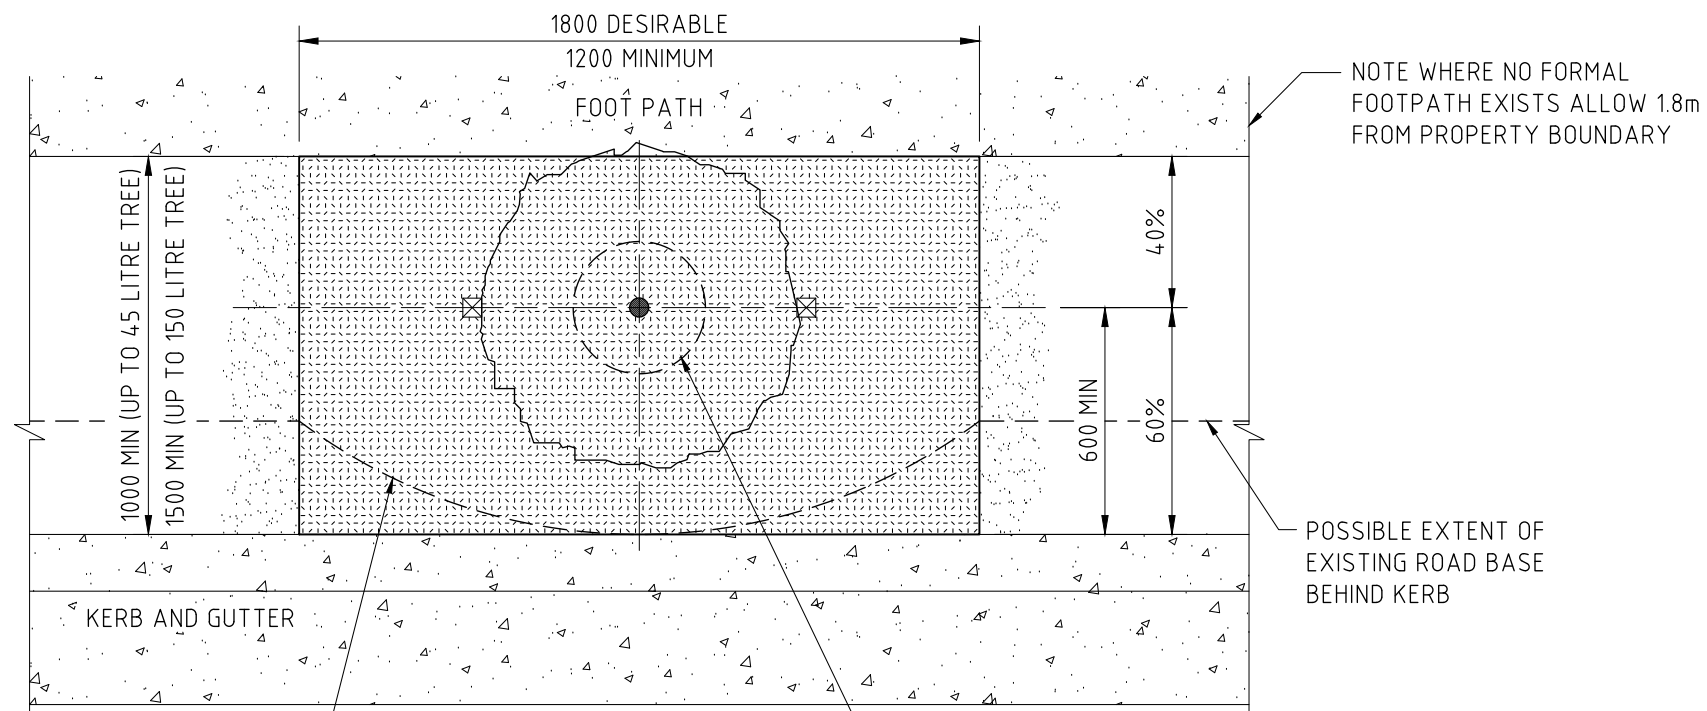 1800 DESIRABLE
1200 MINIMUM
FOOT PATH
NOTE WHERE NO FORMAL
FOOTPATH EXISTS ALLOW 1.8m
FROM PROPERTY BOUNDARY
1000 MIN (UP TO 45 LITRE TREE)
1500 MIN (UP TO 150 LITRE TREE)
40%
600 MIN
60%
POSSIBLE EXTENT OF
EXISTING ROAD BASE
BEHIND KERB
KERB AND GUTTER